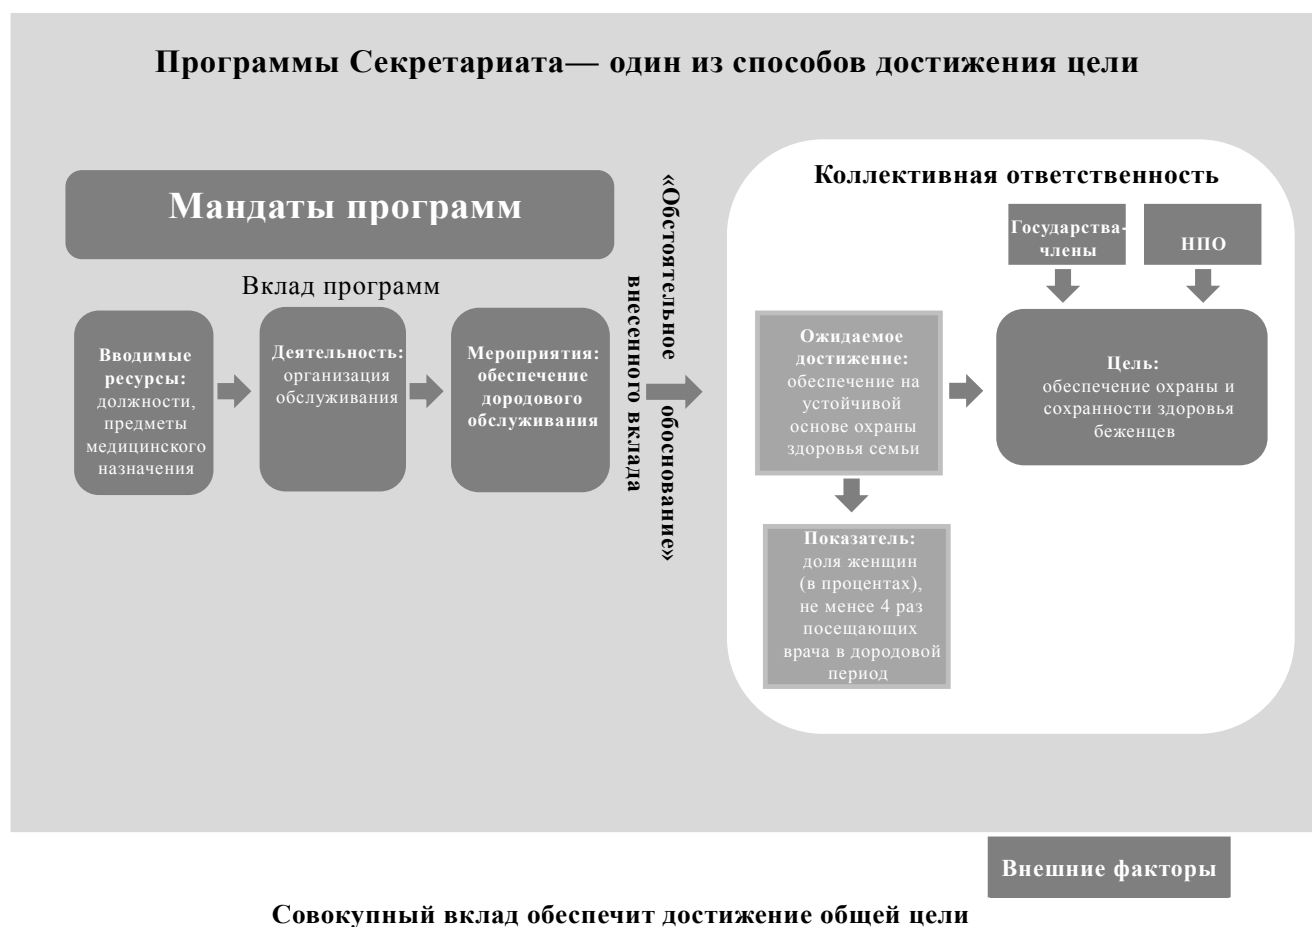 Программы Секретариата— один из способов достижения цели
Мандаты программ
Вклад программ
Вводимые
ресурсы:
должности,
предметы
медицинского
назначения
Деятельность:
организация
обслуживания
Мероприятия:
обеспечение
дородового
обслуживания
«Обстоятельное обоснование»
внесенного вклада
Коллективная ответственность
Государства-
члены
НПО
Ожидаемое
достижение:
обеспечение на
устойчивой
основе охраны
здоровья семьи
Цель:
обеспечение охраны и
сохранности здоровья
беженцев
Показатель:
доля женщин
(в процентах),
не менее 4 раз
посещающих
врача в дородовой
период
Внешние факторы
Совокупный вклад обеспечит достижение общей цели